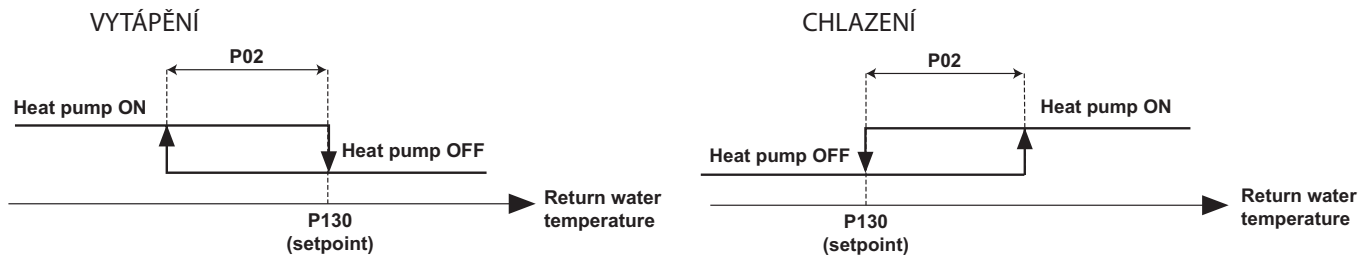 VYTÁPĚNÍ
P02
Heat pump ON
Heat pump OFF
Return water
temperature
P130
(setpoint)
CHLAZENÍ
P02
Heat pump ON
Heat pump OFF
Return water
temperature
P130
(setpoint)